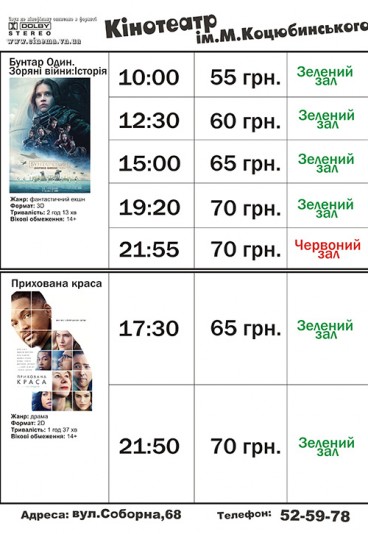 DOLBY
STEREO
www.cinema.vn.ua
Кінотеатр
ім.М.Коцюбинського
Бунтар Один.
Зоряні війни:Історія
Жанр: фантастичний екшн
Формат: 3D
Тривалість: 2 год 13 хв
Вікові обмеження: 14+
10:00 55 грн. Зелений зал
12:30 60 грн. Зелений зал
15:00 65 грн. Зелений зал
19:20 70 грн. Зелений зал
21:55 70 грн. Червоний зал
Прихована краса
ПРИХОВАНА
КРАСА
Жанр: драма
Формат: 2D
Тривалість: 1 год 37 хв
Вікові обмеження: 14+
17:30 65 грн. Зелений зал
21:50 70 грн. Зелений зал
Адреса: вул.Соборна,68 Телефон: 52-59-78